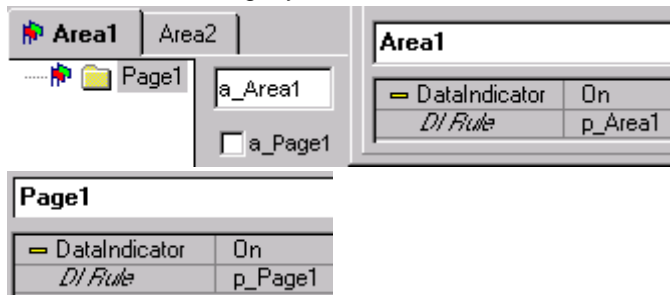 Area1 Area2
Page1
a_Area1
a_Page1
Area1
DataIndicator On
DI Rule p_Area1
Page1
DataIndicator On
DI Rule p_Page1